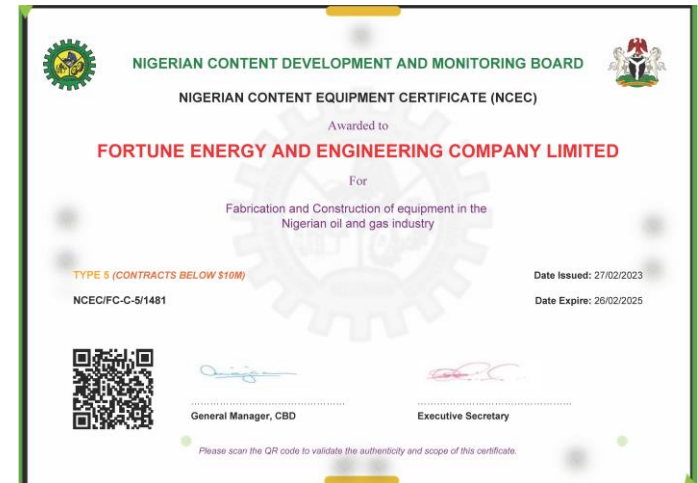 NIGERIAN CONTENT DEVELOPMENT AND MONITORING BOARD
NIGERIAN CONTENT EQUIPMENT CERTIFICATE (NCEC)
Awarded to
FORTUNE ENERGY AND ENGINEERING COMPANY LIMITED
For
Fabrication and Construction of equipment in the
Nigerian oil and gas industry
TYPE 5 (CONTRACTS BELOW $10M)
Date Issued: 27/02/2023
NCEC/FC-C-5/1481
Date Expire: 26/02/2025
General Manager, CBD
Executive Secretary
Please scan the QR code to validate the authenticity and scope of this certificate.